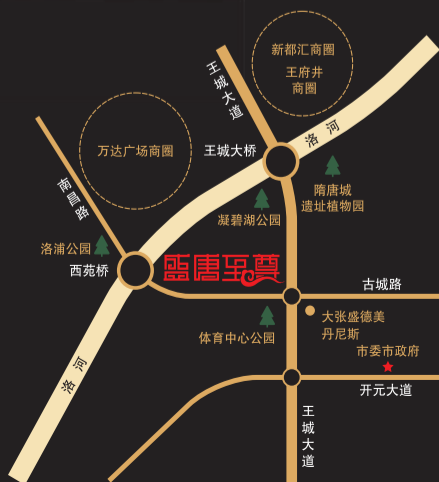 新都汇商圈
王府井
商圈
王城大道
洛河
万达广场商圈
王城大桥
隋唐城
遗址植物园
南昌路
凝碧湖公园
洛浦公园
西苑桥
盛唐至尊
古城路
大张盛德美
丹尼斯
体育中心公园
市委市政府
洛河
开元大道
王城大道